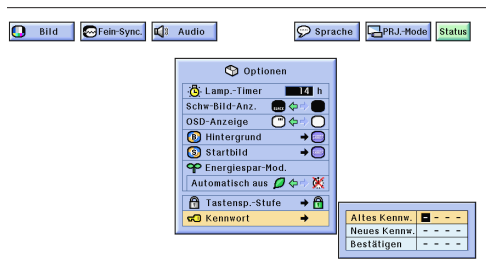 Bild Fein-Sync. Audio Sprache PRJ.-Mode Status
Optionen
Lamp.-Timer 14 h
Schw-Bild-Anz.
OSD-Anzeige
Hintergrund
Startbild
Energiespar-Mod.
Automatisch aus
Tastensp.-Stufe
Kennwort
Altes Kennw. - - - -
Neues Kennw. - - - -
Bestätigen - - - -